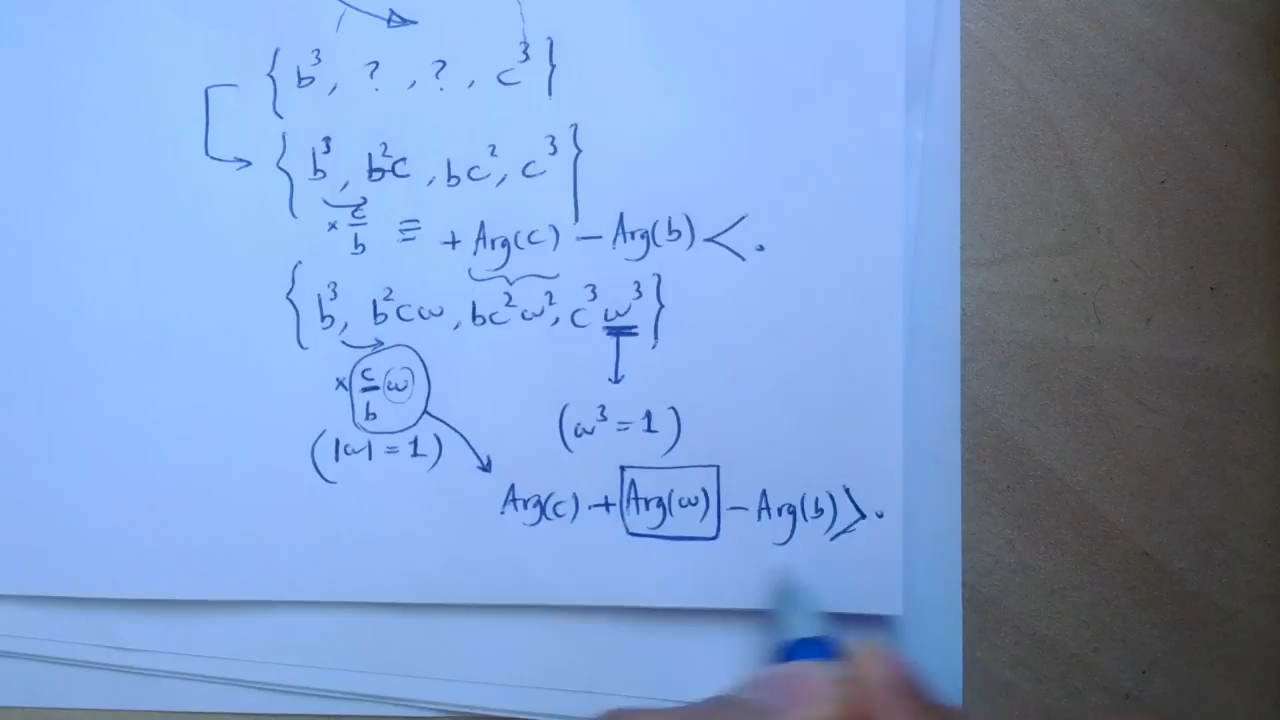 { b³, ?, ?, c³ }
{ b³, b²c, bc², c³ }
× c/b ≡ +Arg(c) − Arg(b) < .
{ b³, b²cω, bc²ω², c³ω³ }
× c/b ω
(|ω| = 1)
(ω³ = 1)
Arg(c) + Arg(ω) − Arg(b) > .